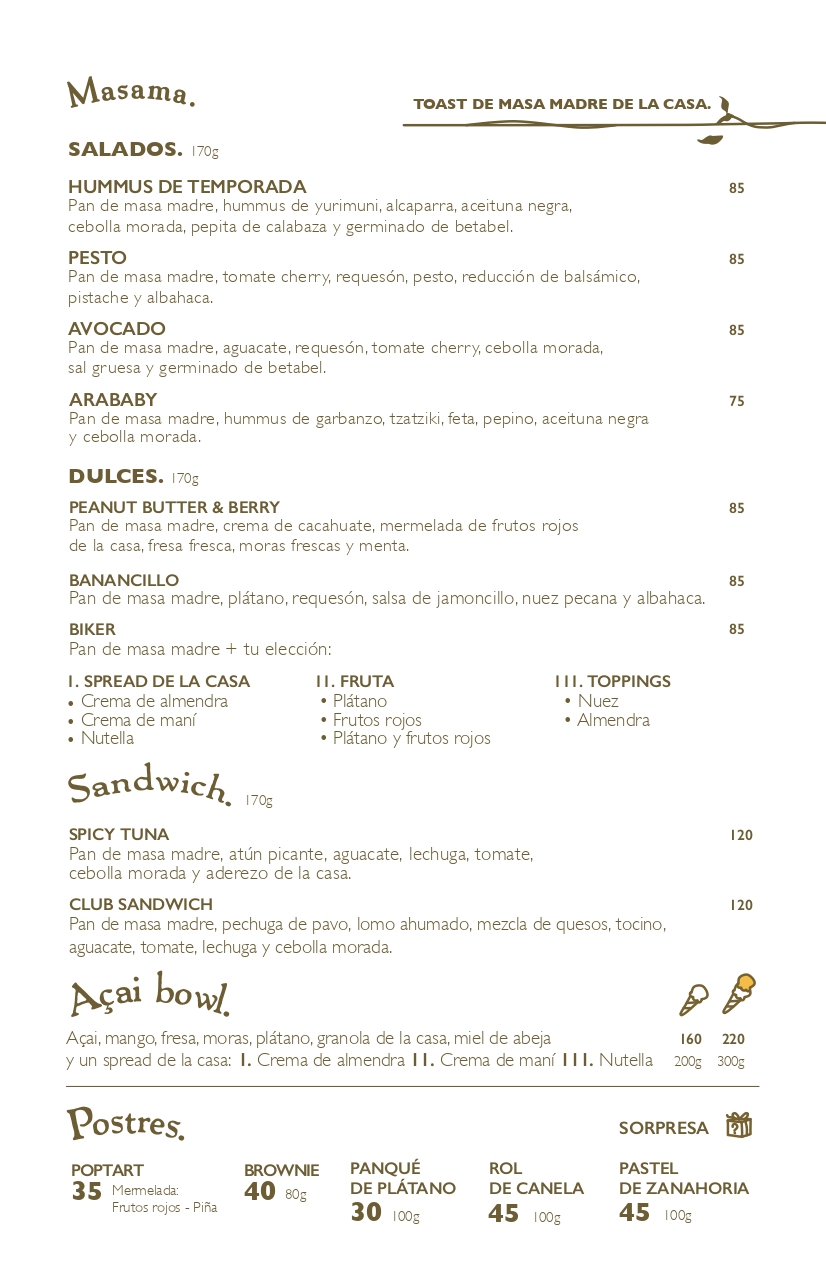 Masama.
TOAST DE MASA MADRE DE LA CASA.
SALADOS. 170g
HUMMUS DE TEMPORADA 85
Pan de masa madre, hummus de yurimuni, alcaparra, aceituna negra,
cebolla morada, pepita de calabaza y germinado de betabel.
PESTO 85
Pan de masa madre, tomate cherry, requesón, pesto, reducción de balsámico,
pistache y albahaca.
AVOCADO 85
Pan de masa madre, aguacate, requesón, tomate cherry, cebolla morada,
sal gruesa y germinado de betabel.
ARABABY 75
Pan de masa madre, hummus de garbanzo, tzatziki, feta, pepino, aceituna negra
y cebolla morada.
DULCES. 170g
PEANUT BUTTER & BERRY 85
Pan de masa madre, crema de cacahuate, mermelada de frutos rojos
de la casa, fresa fresca, moras frescas y menta.
BANANCILLO 85
Pan de masa madre, plátano, requesón, salsa de jamoncillo, nuez pecana y albahaca.
BIKER 85
Pan de masa madre + tu elección:
I. SPREAD DE LA CASA
• Crema de almendra
• Crema de maní
• Nutella
II. FRUTA
• Plátano
• Frutos rojos
• Plátano y frutos rojos
III. TOPPINGS
• Nuez
• Almendra
Sandwich. 170g
SPICY TUNA 120
Pan de masa madre, atún picante, aguacate, lechuga, tomate,
cebolla morada y aderezo de la casa.
CLUB SANDWICH 120
Pan de masa madre, pechuga de pavo, lomo ahumado, mezcla de quesos, tocino,
aguacate, tomate, lechuga y cebolla morada.
Açai bowl.
Açai, mango, fresa, moras, plátano, granola de la casa, miel de abeja 160 220
y un spread de la casa: I. Crema de almendra II. Crema de maní III. Nutella 200g 300g
Postres.
SORPRESA
?
POPTART
35 Mermelada:
Frutos rojos - Piña
BROWNIE
40 80g
PANQUÉ
DE PLÁTANO
30 100g
ROL
DE CANELA
45 100g
PASTEL
DE ZANAHORIA
45 100g